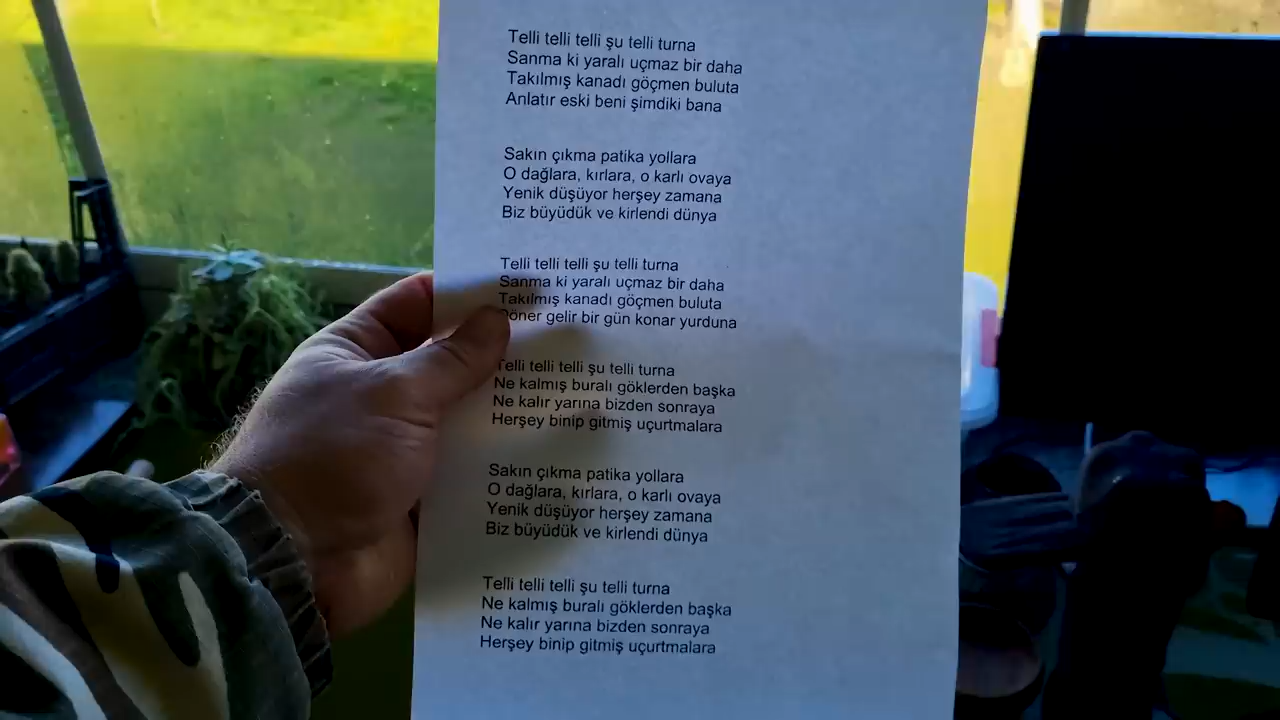 Telli telli telli şu telli turna
Sanma ki yaralı uçmaz bir daha
Takılmış kanadı göçmen buluta
Anlatır eski beni şimdiki bana
Sakın çıkma patika yollara
O dağlara, kırlara, o karlı ovaya
Yenik düşüyor herşey zamana
Biz büyüdük ve kirlendi dünya
Telli telli telli şu telli turna
Sanma ki yaralı uçmaz bir daha
Takılmış kanadı göçmen buluta
Döner gelir bir gün konar yurduna
Telli telli telli şu telli turna
Ne kalmış buralı göklerden başka
Ne kalır yarına bizden sonraya
Herşey binip gitmiş uçurtmalara
Sakın çıkma patika yollara
O dağlara, kırlara, o karlı ovaya
Yenik düşüyor herşey zamana
Biz büyüdük ve kirlendi dünya
Telli telli telli şu telli turna
Ne kalmış buralı göklerden başka
Ne kalır yarına bizden sonraya
Herşey binip gitmiş uçurtmalara